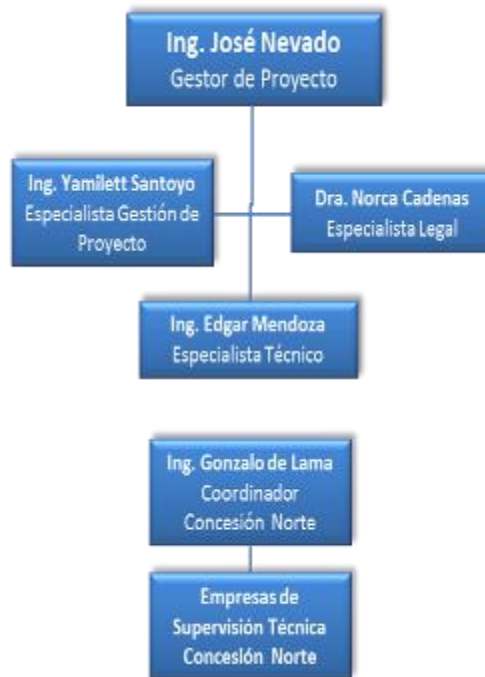 Ing. José Nevado
Gestor de Proyecto
Ing. Yamilett Santoyo
Especialista Gestión de
Proyecto
Dra. Norca Cadenas
Especialista Legal
Ing. Edgar Mendoza
Especialista Técnico
Ing. Gonzalo de Lama
Coordinador
Concesión Norte
Empresas de
Supervisión Técnica
Concesión Norte